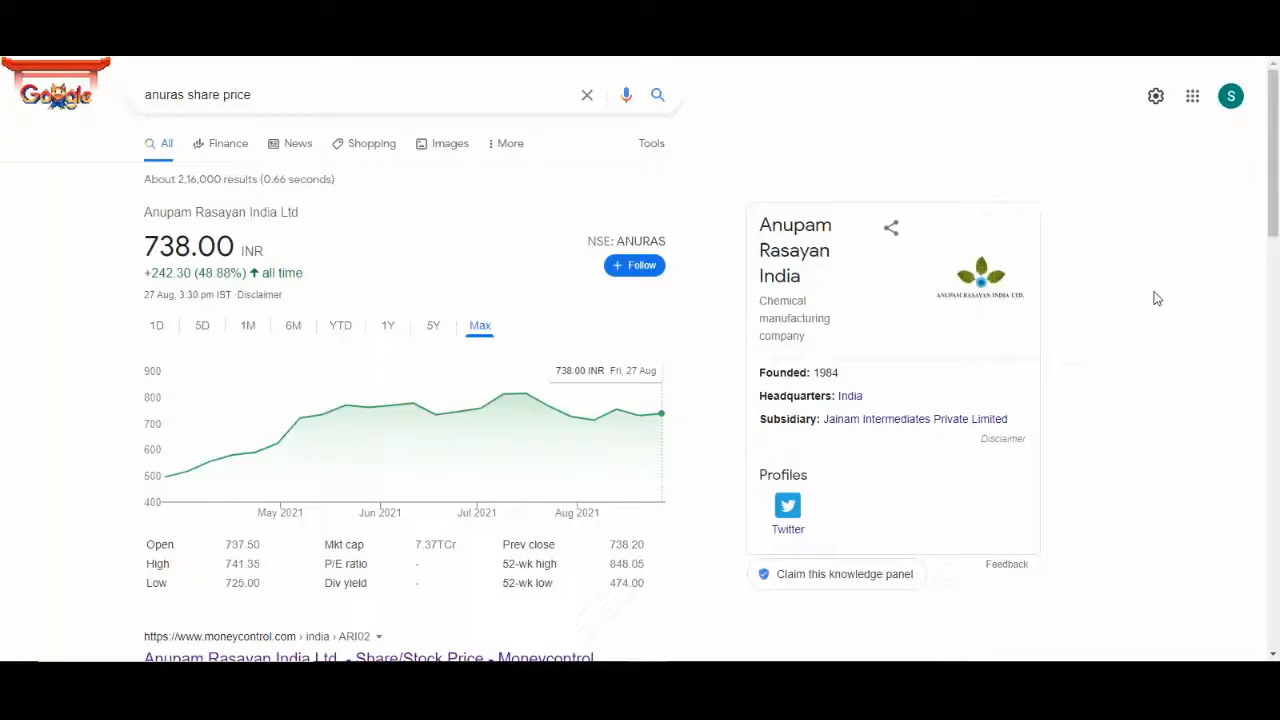 Google
anuras share price
S
All Finance News Shopping Images More Tools
About 2,16,000 results (0.66 seconds)
Anupam Rasayan India Ltd
738.00 INR
NSE: ANURAS
+242.30 (48.88%) all time
+ Follow
27 Aug, 3.30 pm IST · Disclaimer
1D 5D 1M 6M YTD 1Y 5Y Max
738.00 INR Fri, 27 Aug
900
800
700
600
500
400
May 2021 Jun 2021 Jul 2021 Aug 2021
Open 737.50 Mkt cap 7.37TCr Prev close 738.20
High 741.35 P/E ratio - 52-wk high 848.05
Low 725.00 Div yield - 52-wk low 474.00
https://www.moneycontrol.com › india › ARI02
Anupam Rasayan India Ltd. - Share/Stock Price - Moneycontrol
Anupam
Rasayan
India
ANUPAM RASAYAN INDIA LTD.
Chemical
manufacturing
company
Founded: 1984
Headquarters: India
Subsidiary: Jainam Intermediates Private Limited
Disclaimer
Profiles
Twitter
Feedback
Claim this knowledge panel